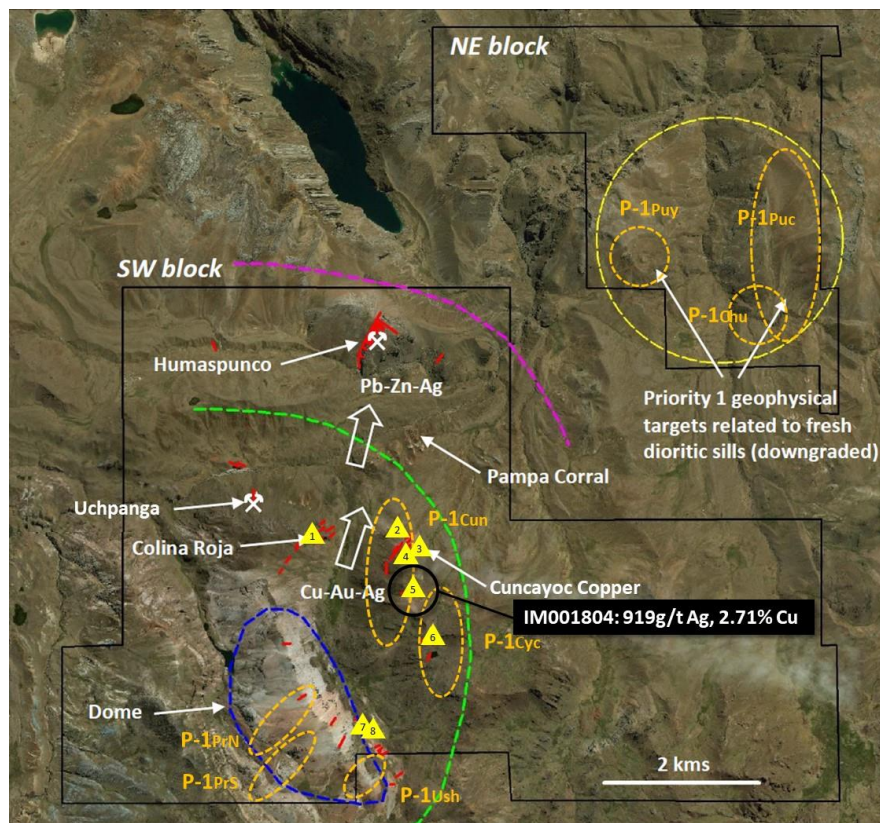 NE block
P-1Puy
P-1Puc
SW block
P-1Chu
Humaspunco
Pb-Zn-Ag
Priority 1 geophysical
targets related to fresh
dioritic sills (downgraded)
Pampa Corral
Uchpanga
P-1Cun
1
2
3
Colina Roja
4
Cu-Au-Ag
5
Cuncayoc Copper
IM001804: 919g/t Ag, 2.71% Cu
6
P-1Cyc
Dome
7
8
P-1PrN
P-1PrS
2 kms
P-1Ush